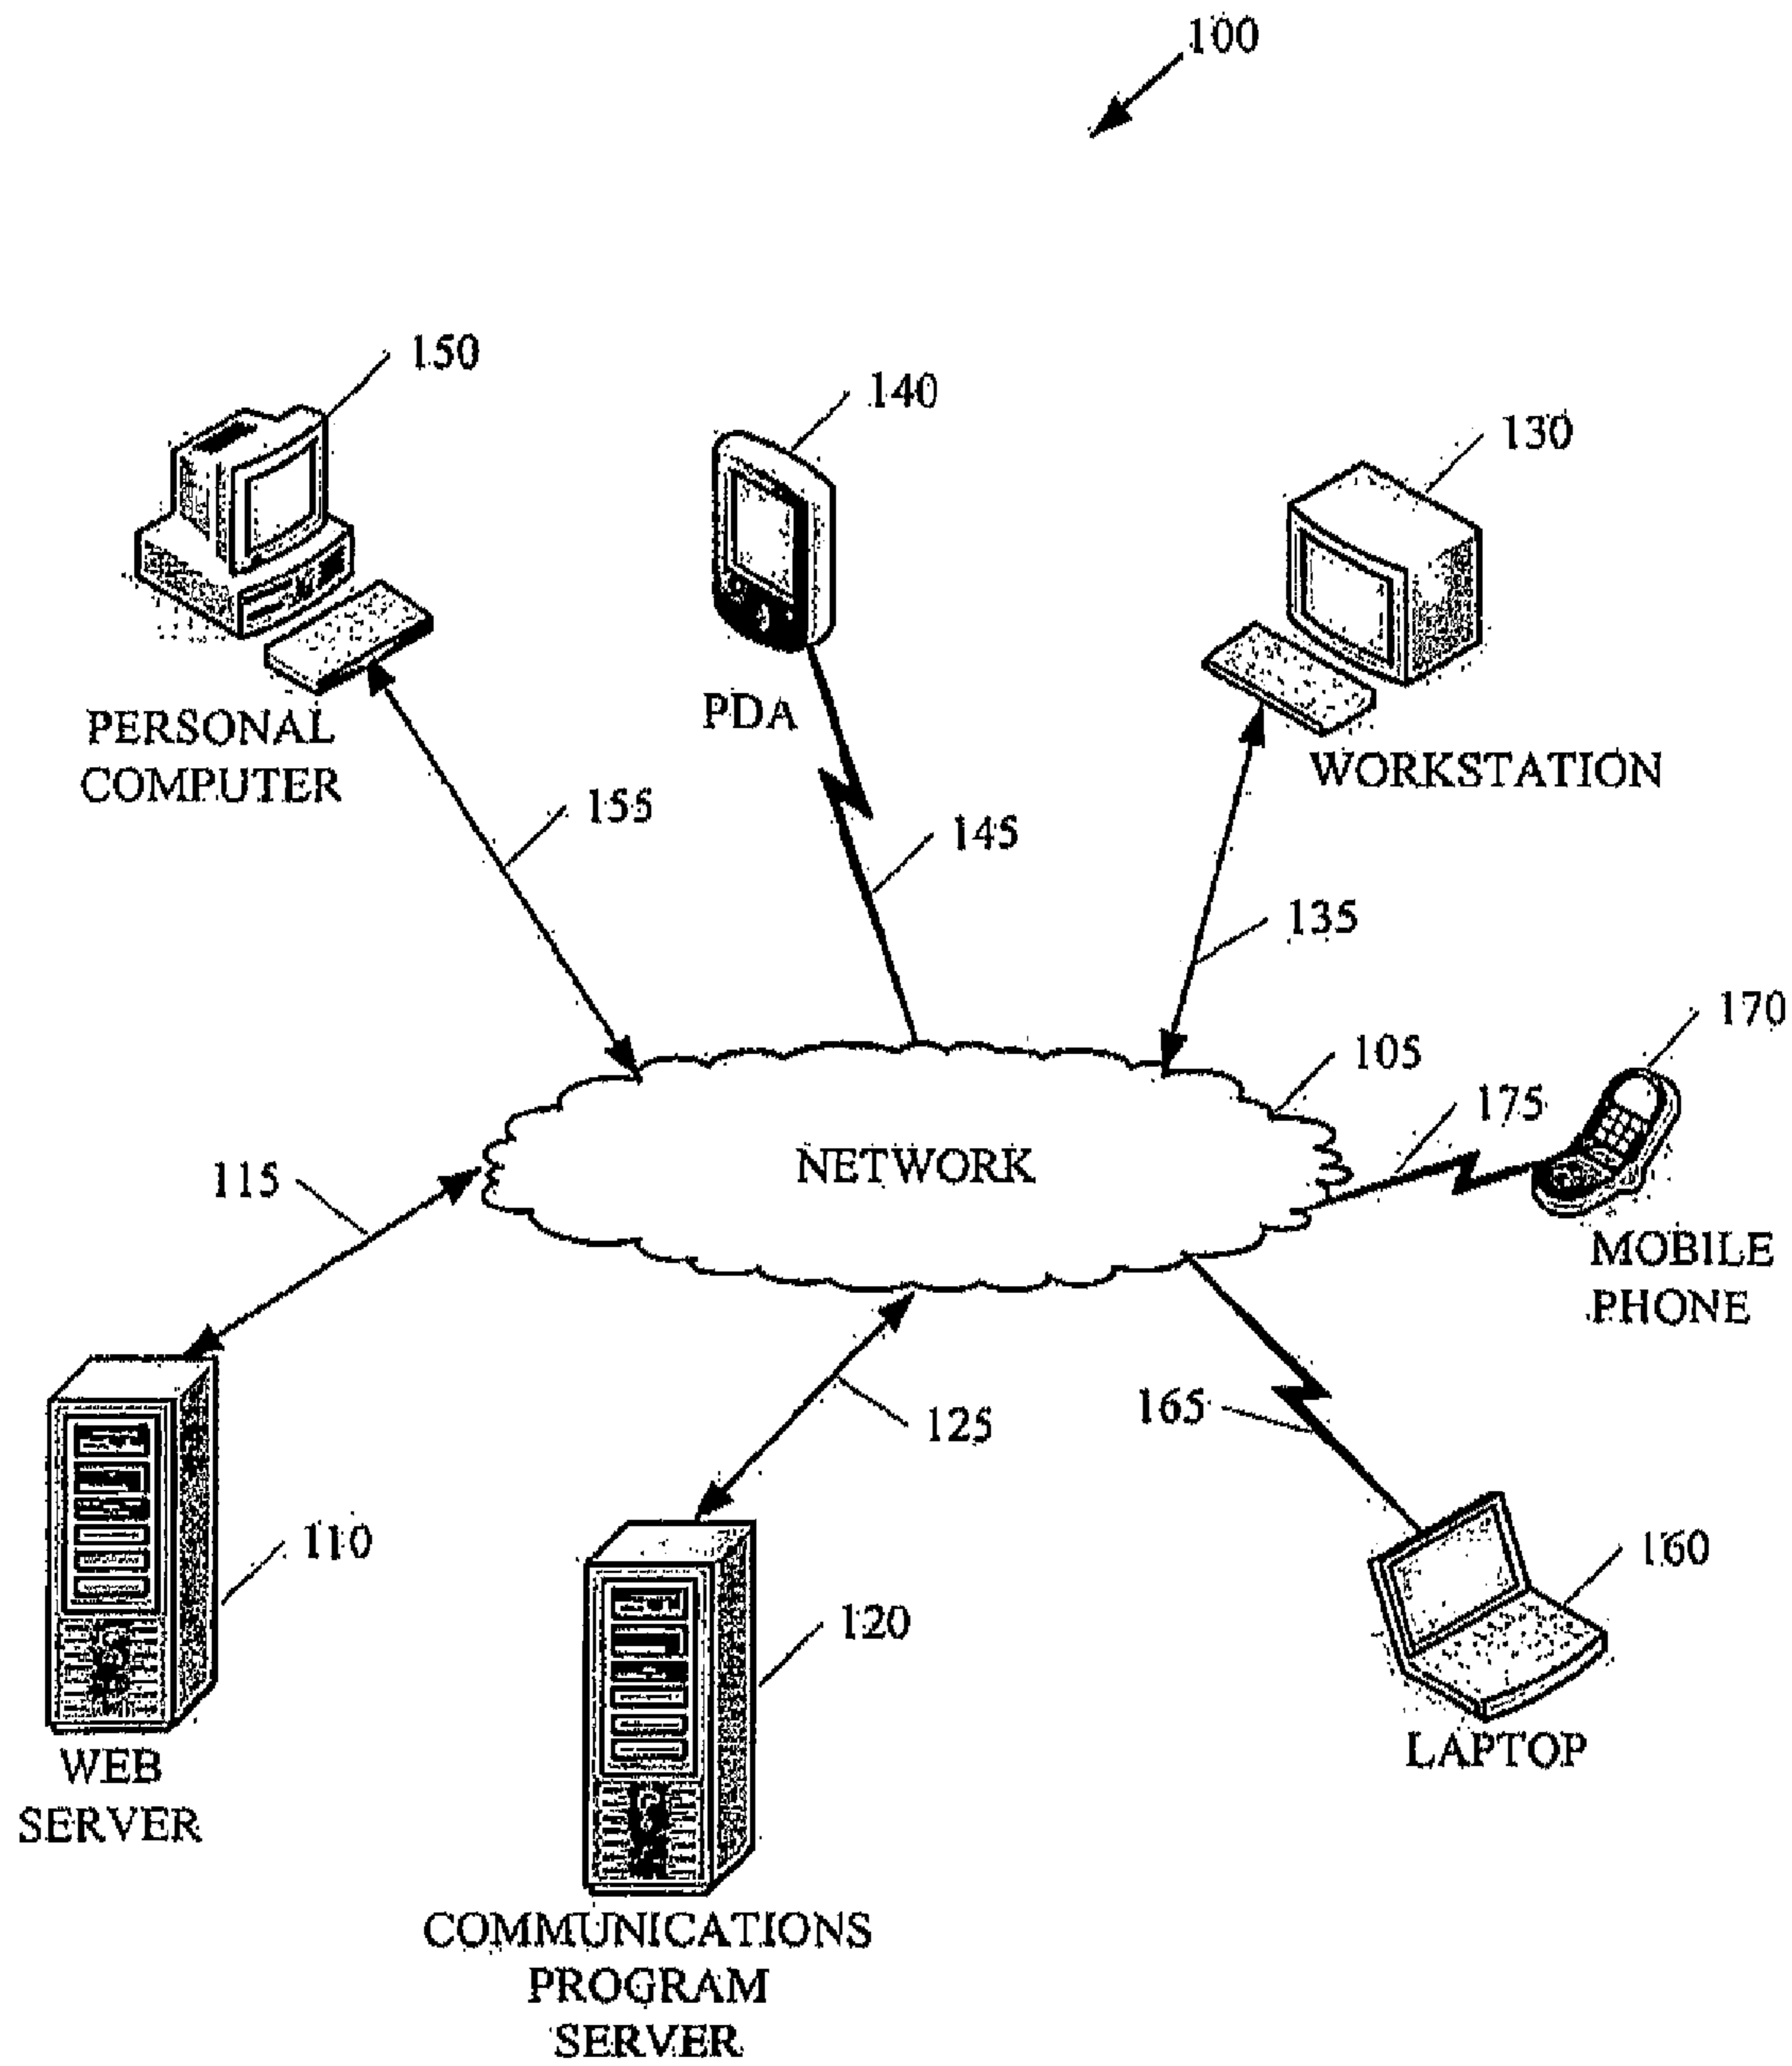 100
150
140
130
PERSONAL
COMPUTER
PDA
WORKSTATION
155
145
135
170
105
175
NETWORK
115
MOBILE
PHONE
125
165
110
120
160
WEB
SERVER
LAPTOP
COMMUNICATIONS
PROGRAM
SERVER